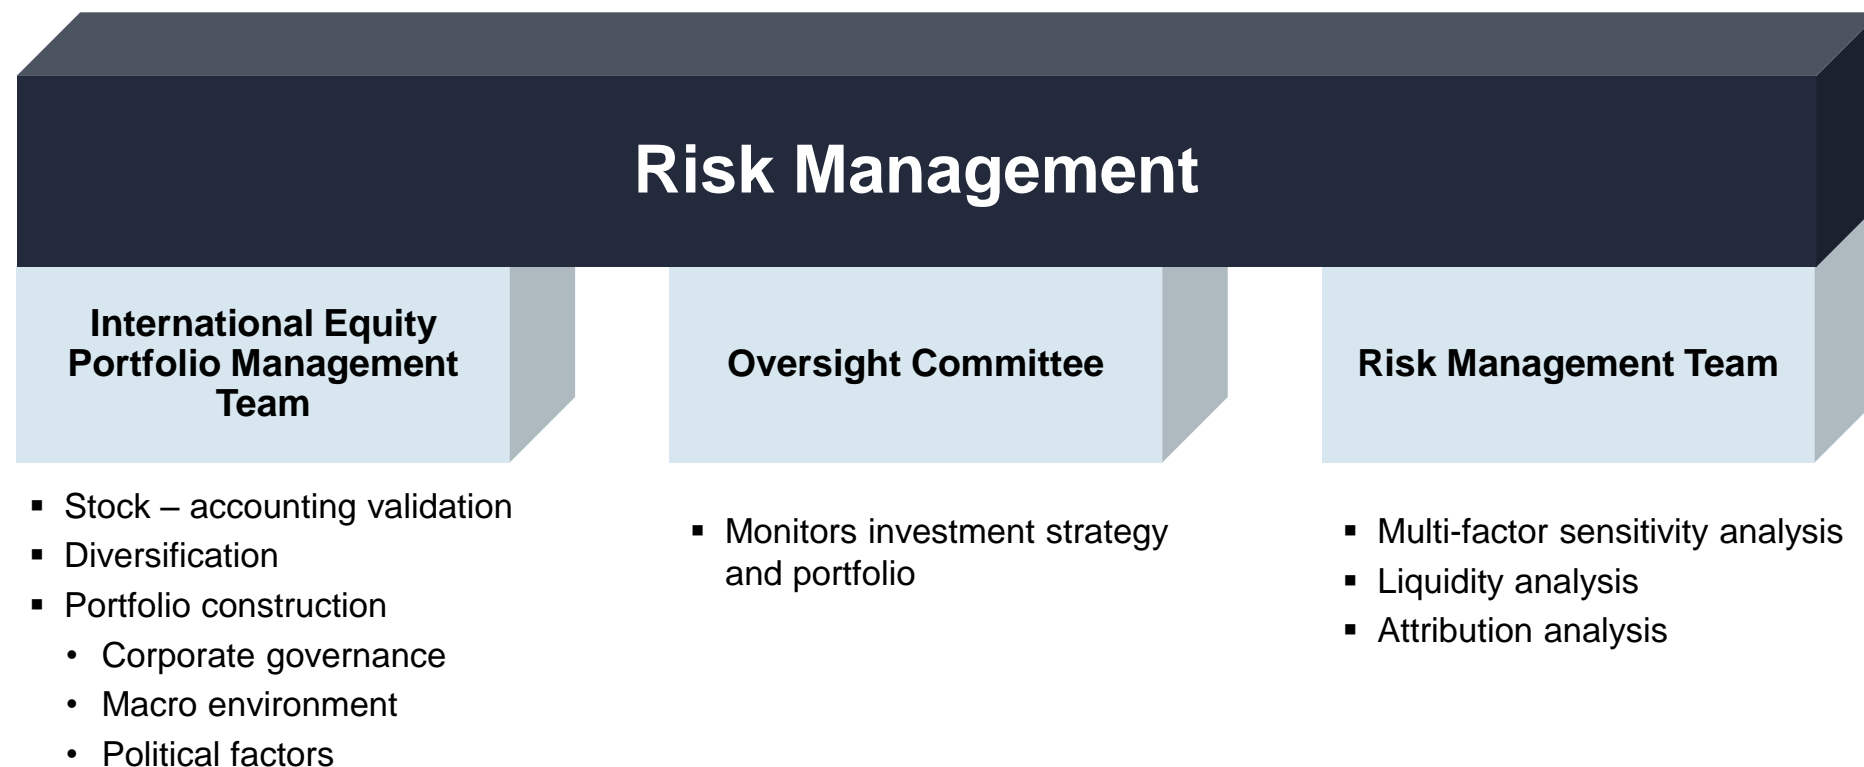 Risk Management
International Equity
Portfolio Management
Team
▪ Stock – accounting validation
▪ Diversification
▪ Portfolio construction
• Corporate governance
• Macro environment
• Political factors
Oversight Committee
▪ Monitors investment strategy
and portfolio
Risk Management Team
▪ Multi-factor sensitivity analysis
▪ Liquidity analysis
▪ Attribution analysis